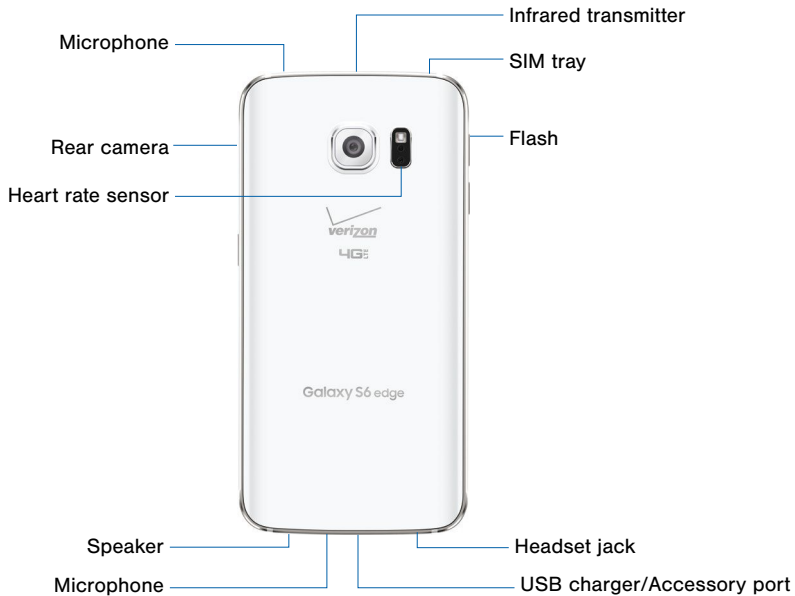 Infrared transmitter
Microphone
SIM tray
Flash
Rear camera
Heart rate sensor
verizon
4G LTE
Galaxy S6 edge
Speaker
Headset jack
Microphone
USB charger/Accessory port